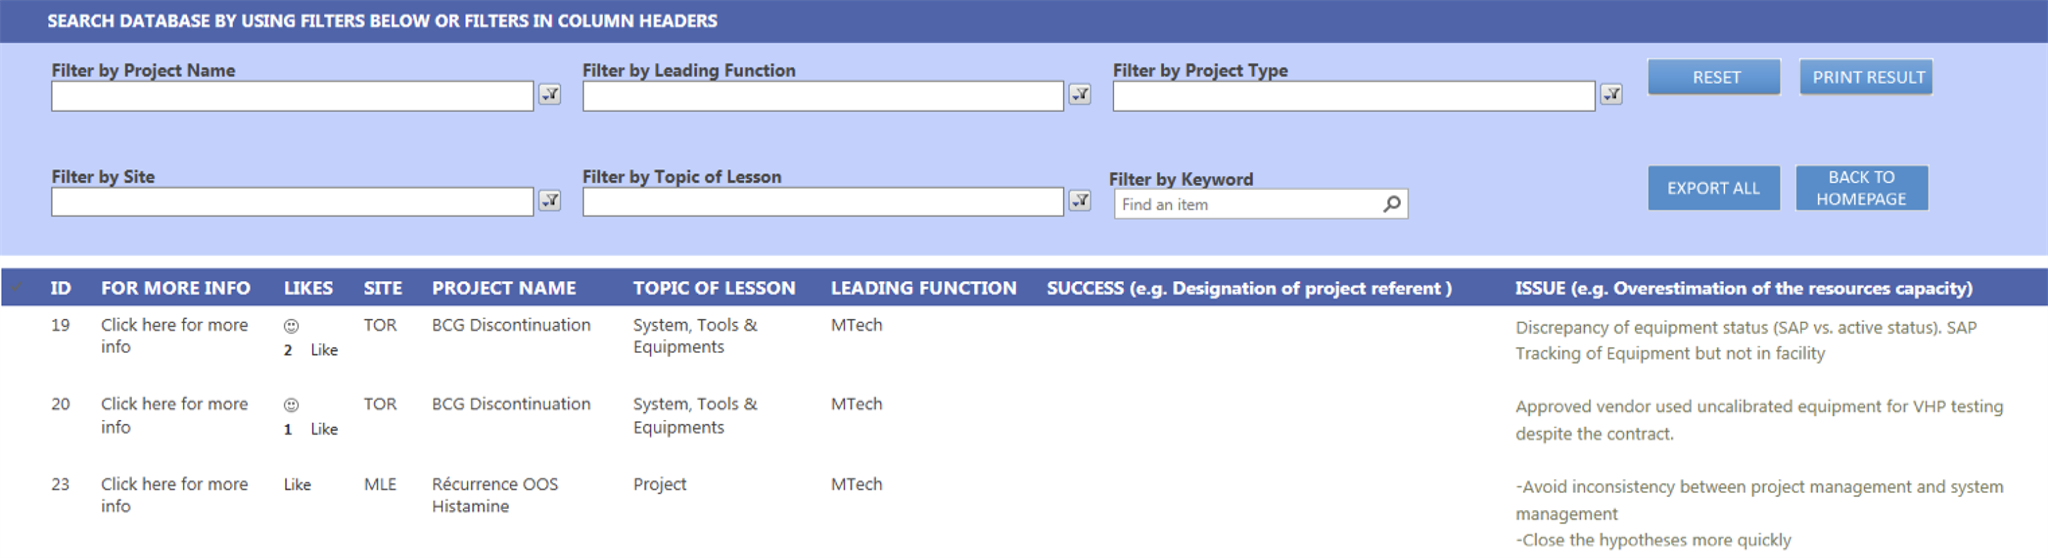 SEARCH DATABASE BY USING FILTERS BELOW OR FILTERS IN COLUMN HEADERS
Filter by Project Name
Filter by Leading Function
Filter by Project Type
RESET
PRINT RESULT
Filter by Site
Filter by Topic of Lesson
Filter by Keyword
Find an item
EXPORT ALL
BACK TO
HOMEPAGE
ID FOR MORE INFO LIKES SITE PROJECT NAME TOPIC OF LESSON LEADING FUNCTION SUCCESS (e.g. Designation of project referent ) ISSUE (e.g. Overestimation of the resources capacity)
19
Click here for more
info
2 Like
TOR
BCG Discontinuation
System, Tools &
Equipments
MTech
Discrepancy of equipment status (SAP vs. active status). SAP
Tracking of Equipment but not in facility
20
Click here for more
info
1 Like
TOR
BCG Discontinuation
System, Tools &
Equipments
MTech
Approved vendor used uncalibrated equipment for VHP testing
despite the contract.
23
Click here for more
info
Like
MLE
Récurrence OOS
Histamine
Project
MTech
-Avoid inconsistency between project management and system
management
-Close the hypotheses more quickly